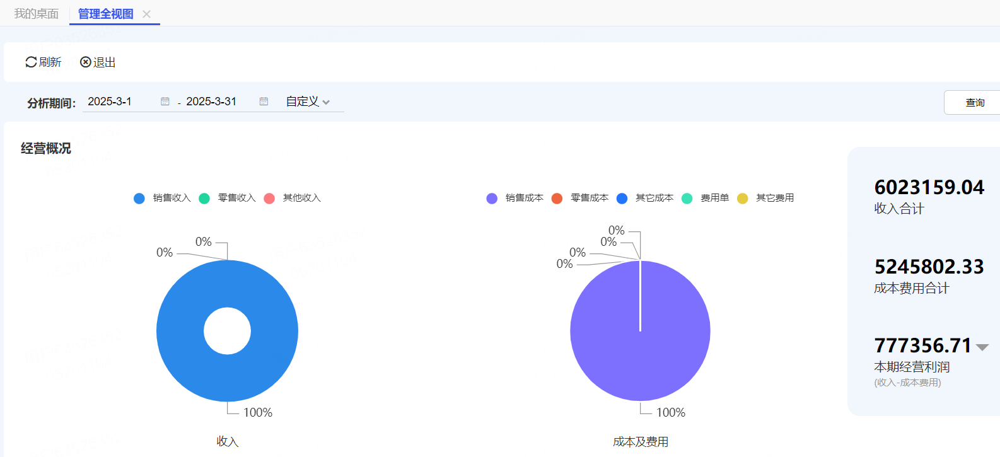 我的桌面 管理全视图
刷新 退出
分析期间： 2025-3-1 - 2025-3-31 自定义
查询
经营概况
销售收入 零售收入 其他收入
0%
0%
100%
收入
销售成本 零售成本 其它成本 费用单 其它费用
0%
0%
0%
0%
100%
成本及费用
6023159.04
收入合计
5245802.33
成本费用合计
777356.71
本期经营利润
(收入-成本费用)